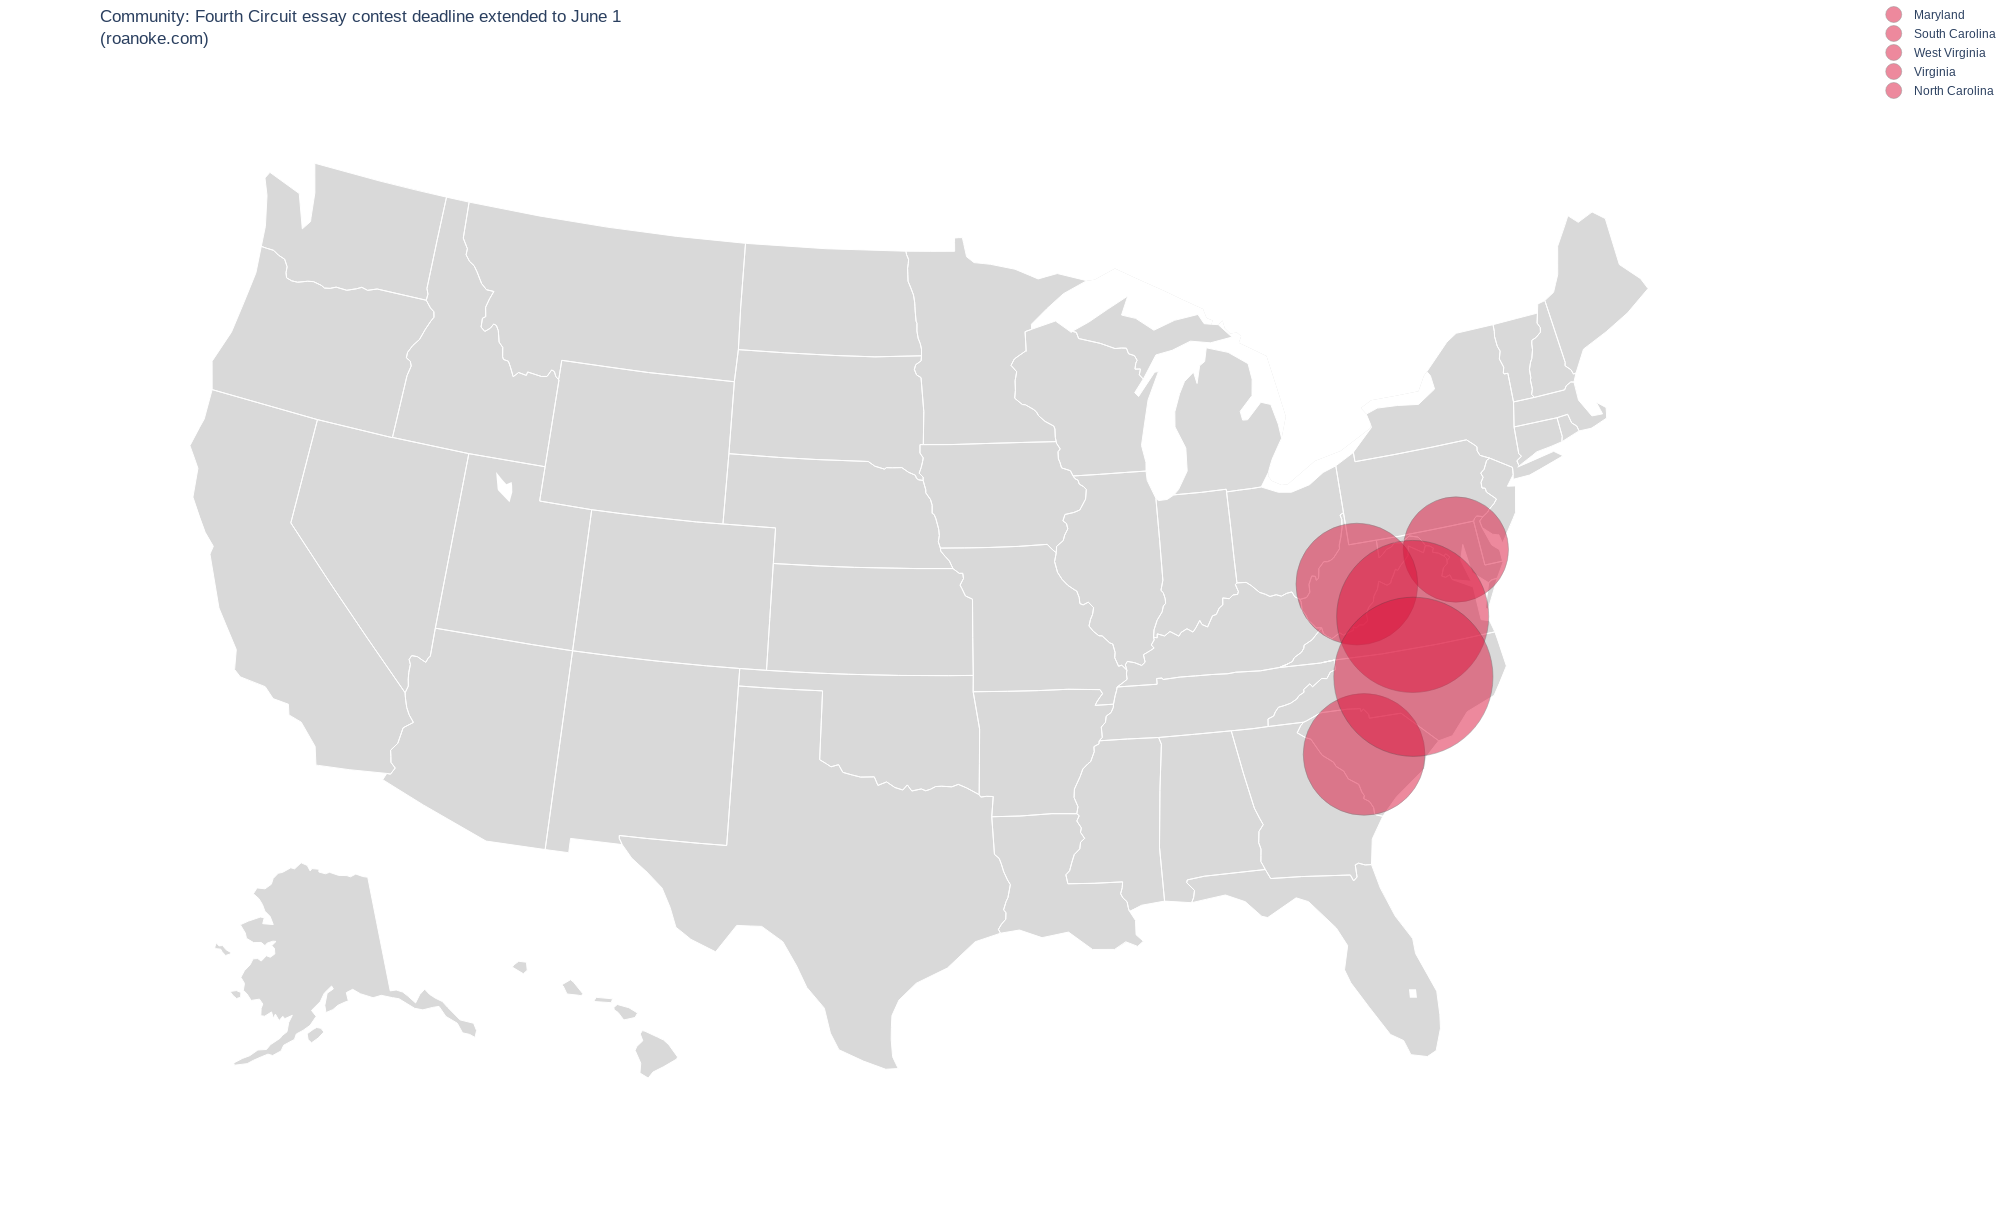 Community: Fourth Circuit essay contest deadline extended to June 1
(roanoke.com)
Maryland
South Carolina
West Virginia
Virginia
North Carolina